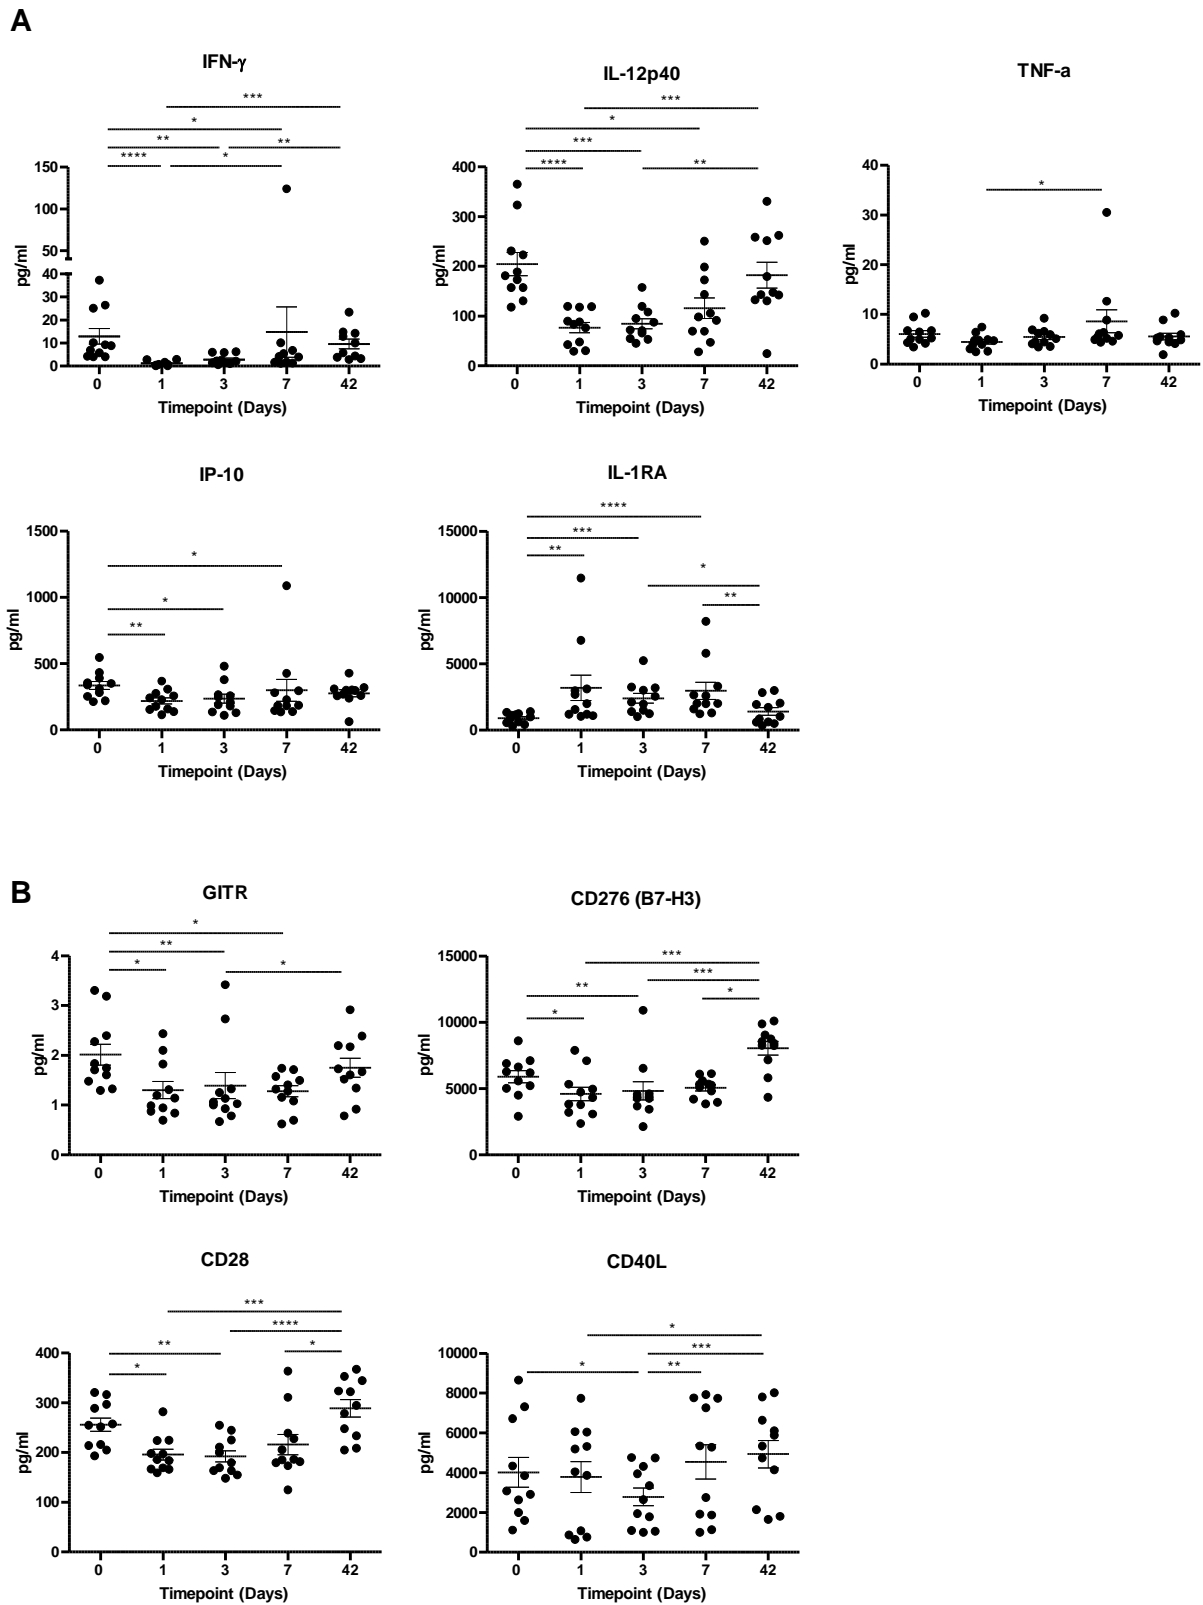 A
IFN-γ
***
*
**
**
****
*
150
100
50
40
30
20
10
0
pg/ml
0 1 3 7 42
Timepoint (Days)
IL-12p40
***
*
***
****
**
400
300
200
100
0
pg/ml
0 1 3 7 42
Timepoint (Days)
TNF-a
*
40
30
20
10
0
pg/ml
0 1 3 7 42
Timepoint (Days)
IP-10
*
*
**
1500
1000
500
0
pg/ml
0 1 3 7 42
Timepoint (Days)
IL-1RA
****
***
**
*
**
15000
10000
5000
0
pg/ml
0 1 3 7 42
Timepoint (Days)
B
GITR
*
**
*
*
4
3
2
1
0
pg/ml
0 1 3 7 42
Timepoint (Days)
CD276 (B7-H3)
***
***
**
*
*
15000
10000
5000
0
pg/ml
0 1 3 7 42
Timepoint (Days)
CD28
***
****
**
*
*
400
300
200
100
0
pg/ml
0 1 3 7 42
Timepoint (Days)
CD40L
*
***
*
**
10000
8000
6000
4000
2000
0
pg/ml
0 1 3 7 42
Timepoint (Days)